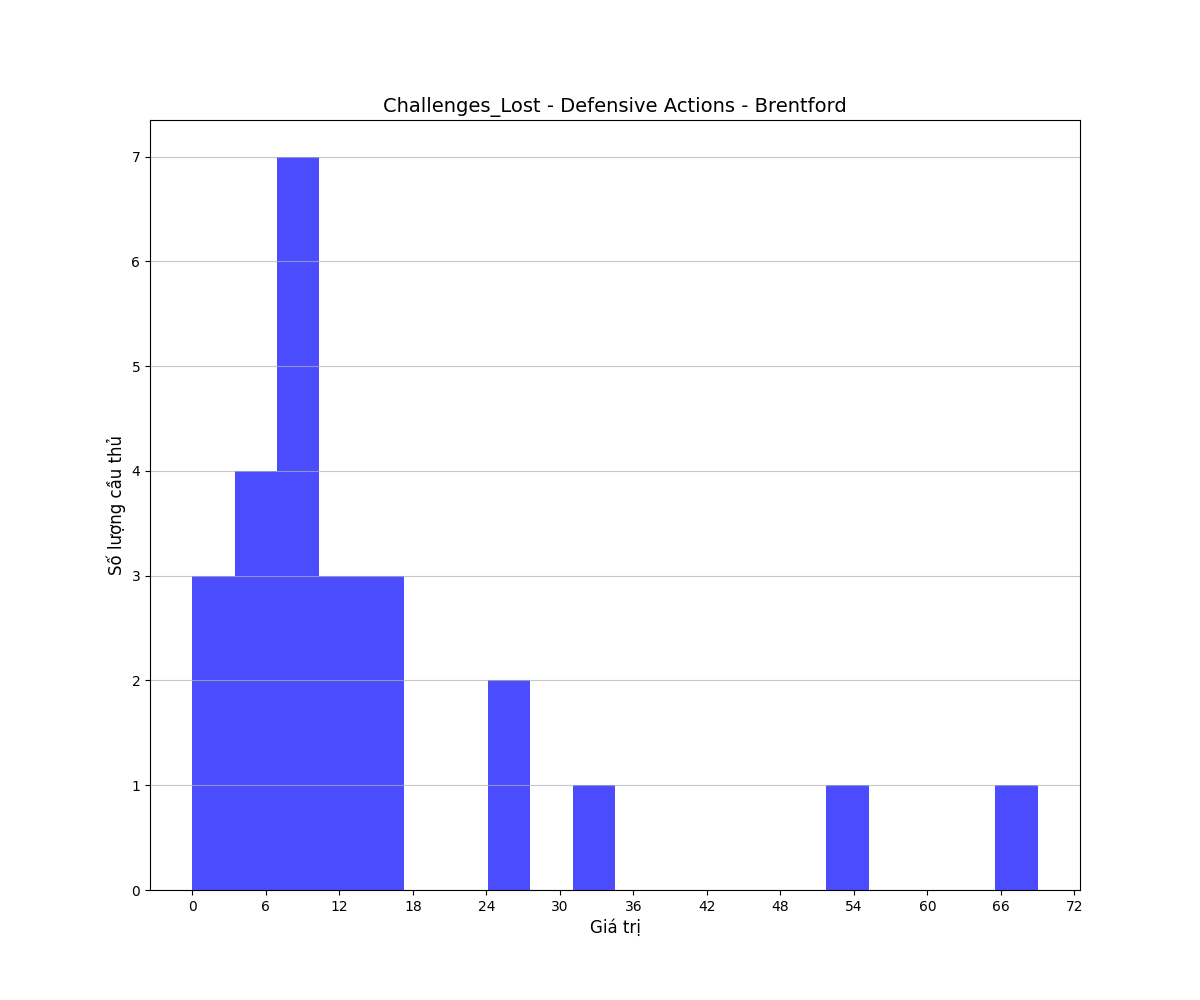 Challenges_Lost - Defensive Actions - Brentford
Số lượng cầu thủ
7
6
5
4
3
2
1
0
0 6 12 18 24 30 36 42 48 54 60 66 72
Giá trị